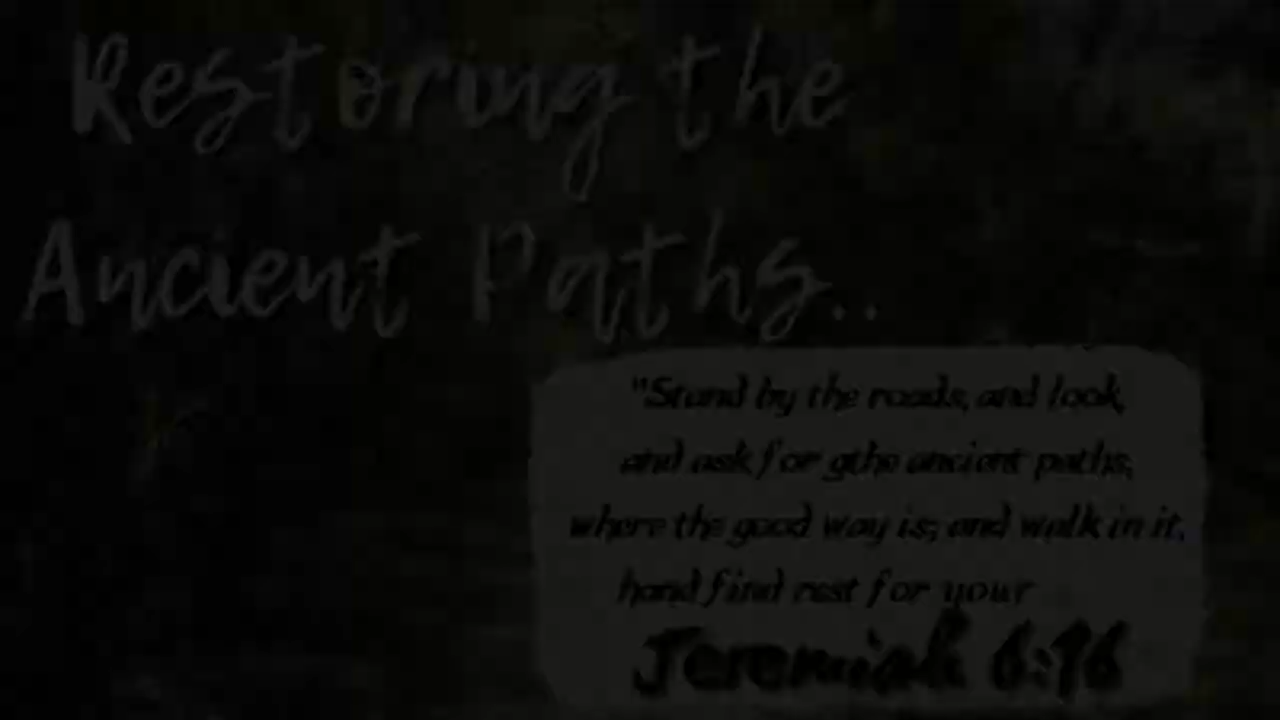 Restoring the
Ancient Paths..
"Stand by the roads, and look,
and ask for gthe ancient paths,
where the good way is; and walk in it,
hand find rest for your
Jeremiah 6:16